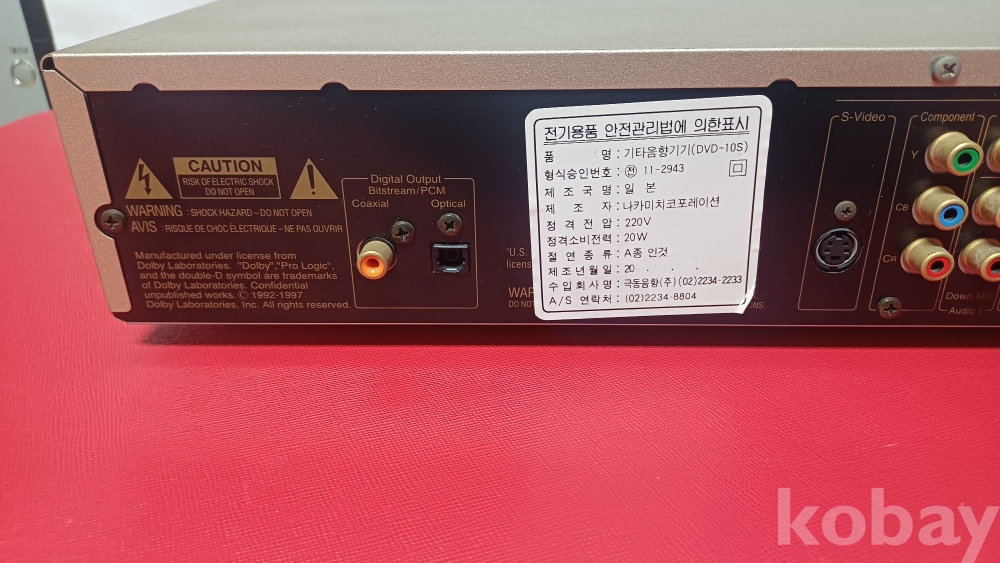 CAUTION
RISK OF ELECTRIC SHOCK
DO NOT OPEN
WARNING : SHOCK HAZARD – DO NOT OPEN
AVIS : RISQUE DE CHOC ÉLECTRIQUE – NE PAS OUVRIR
Manufactured under license from
Dolby Laboratories. "Dolby","Pro Logic",
and the double-D symbol are trademarks
of Dolby Laboratories. Confidential
unpublished works. © 1992-1997
Dolby Laboratories, Inc. All rights reserved.
Digital Output
Bitstream/PCM
Coaxial
Optical
"U.S.
licens
WAR
DO NOT
전기용품 안전관리법에 의한표시
품 명 : 기타음향기기(DVD-10S)
형식승인번호 : 전 11-2943
제 조 국 명 : 일 본
제 조 자 : 나카미치코포레이션
정 격 전 압 : 220V
정격소비전력 : 20W
절 연 종 류 : A종 인것
제 조 년 월 일 : 20 . . .
수 입 회 사 명 : 극동음향(주) (02)2234-2233
A/S 연락처 : (02)2234-8804
NS.
S-Video
Component
Y
CB
CR
Down Mix
Audio 1
kobay